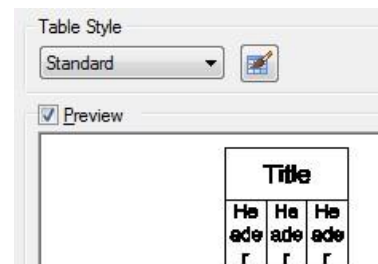 Table Style
Standard
Preview
Title
He He He
ade ade ade
r r r